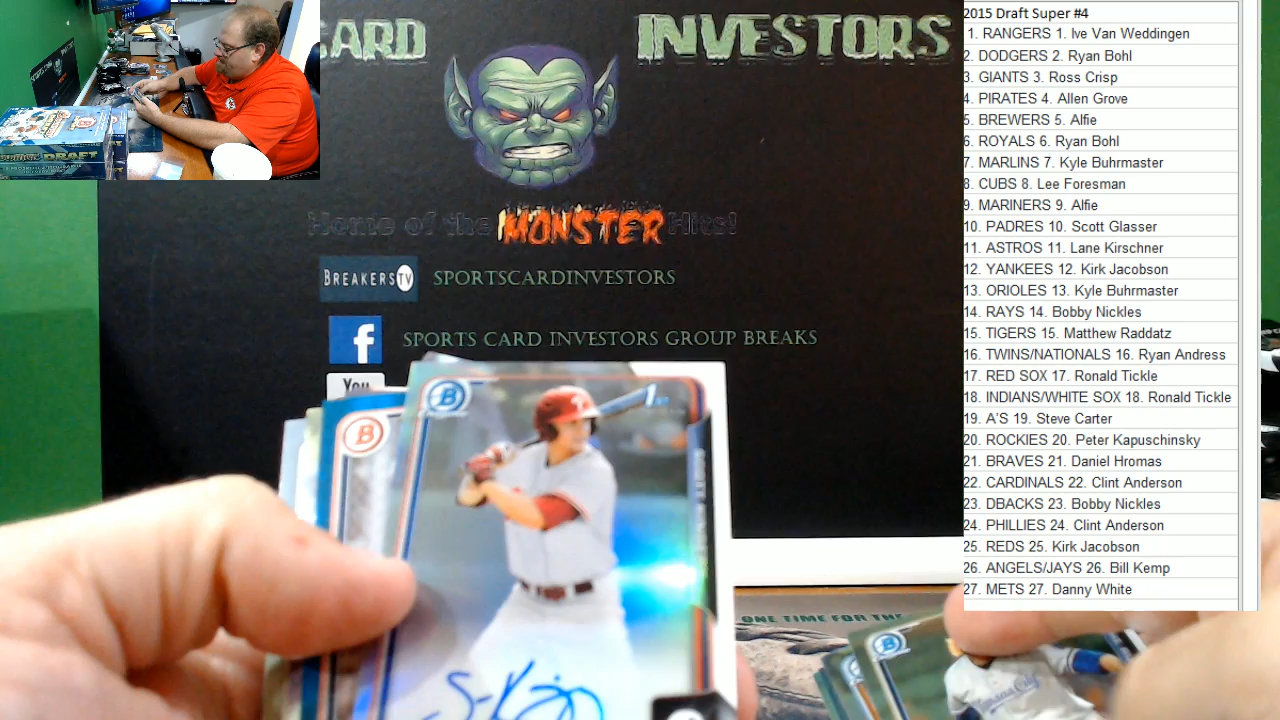 CARD INVESTORS
Home of the MONSTER Hits!
BREAKERSTV SPORTSCARDINVESTORS
f SPORTS CARD INVESTORS GROUP BREAKS
You
ONE TIME FOR THE
DRAFT
B
B
1st
2015 Draft Super #4
1. RANGERS 1. Ive Van Weddingen
2. DODGERS 2. Ryan Bohl
3. GIANTS 3. Ross Crisp
4. PIRATES 4. Allen Grove
5. BREWERS 5. Alfie
6. ROYALS 6. Ryan Bohl
7. MARLINS 7. Kyle Buhrmaster
8. CUBS 8. Lee Foresman
9. MARINERS 9. Alfie
10. PADRES 10. Scott Glasser
11. ASTROS 11. Lane Kirschner
12. YANKEES 12. Kirk Jacobson
13. ORIOLES 13. Kyle Buhrmaster
14. RAYS 14. Bobby Nickles
15. TIGERS 15. Matthew Raddatz
16. TWINS/NATIONALS 16. Ryan Andress
17. RED SOX 17. Ronald Tickle
18. INDIANS/WHITE SOX 18. Ronald Tickle
19. A'S 19. Steve Carter
20. ROCKIES 20. Peter Kapuschinsky
21. BRAVES 21. Daniel Hromas
22. CARDINALS 22. Clint Anderson
23. DBACKS 23. Bobby Nickles
24. PHILLIES 24. Clint Anderson
25. REDS 25. Kirk Jacobson
26. ANGELS/JAYS 26. Bill Kemp
27. METS 27. Danny White